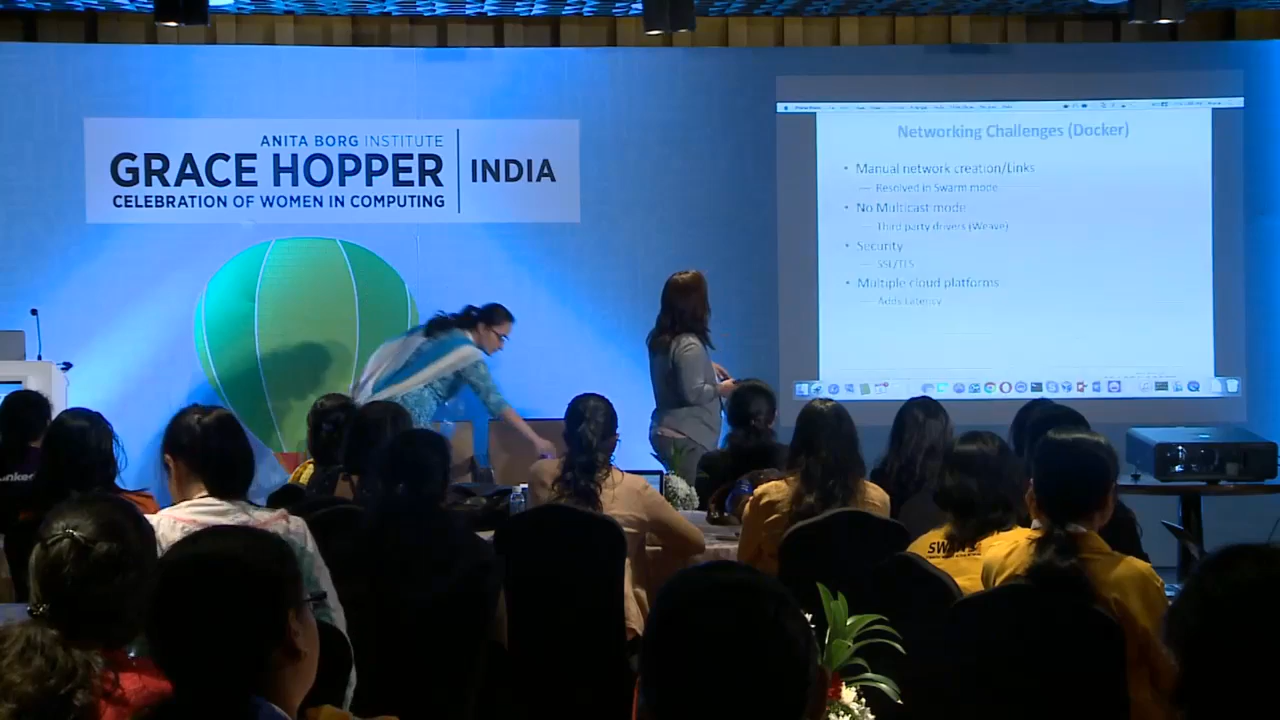 ANITA BORG INSTITUTE
GRACE HOPPER
INDIA
CELEBRATION OF WOMEN IN COMPUTING
Networking Challenges (Docker)
• Manual network creation/Links
— Resolved in Swarm mode
• No Multicast mode
— Third party drivers (Weave)
• Security
— SSL/TLS
• Multiple cloud platforms
— Adds Latency